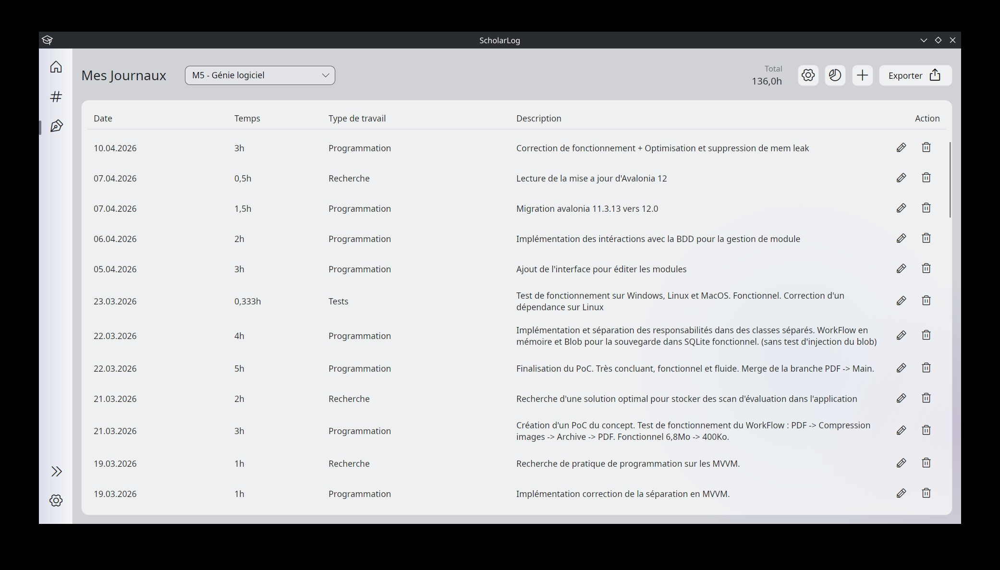 ScholarLog
Mes Journaux
M5 - Génie logiciel
Total
136,0h
Exporter
Date Temps Type de travail Description Action
10.04.2026 3h Programmation Correction de fonctionnement + Optimisation et suppression de mem leak
07.04.2026 0,5h Recherche Lecture de la mise a jour d'Avalonia 12
07.04.2026 1,5h Programmation Migration avalonia 11.3.13 vers 12.0
06.04.2026 2h Programmation Implémentation des intéractions avec la BDD pour la gestion de module
05.04.2026 3h Programmation Ajout de l'interface pour éditer les modules
23.03.2026 0,333h Tests Test de fonctionnement sur Windows, Linux et MacOS. Fonctionnel. Correction d'un
dépendance sur Linux
22.03.2026 4h Programmation Implémentation et séparation des responsabilités dans des classes séparés. WorkFlow en
mémoire et Blob pour la souvegarde dans SQLite fonctionnel. (sans test d'injection du blob)
22.03.2026 5h Programmation Finalisation du PoC. Très concluant, fonctionnel et fluide. Merge de la branche PDF -> Main.
21.03.2026 2h Recherche Recherche d'une solution optimal pour stocker des scan d'évaluation dans l'application
21.03.2026 3h Programmation Création d'un PoC du concept. Test de fonctionnement du WorkFlow : PDF -> Compression
images -> Archive -> PDF. Fonctionnel 6,8Mo -> 400Ko.
19.03.2026 1h Recherche Recherche de pratique de programmation sur les MVVM.
19.03.2026 1h Programmation Implémentation correction de la séparation en MVVM.